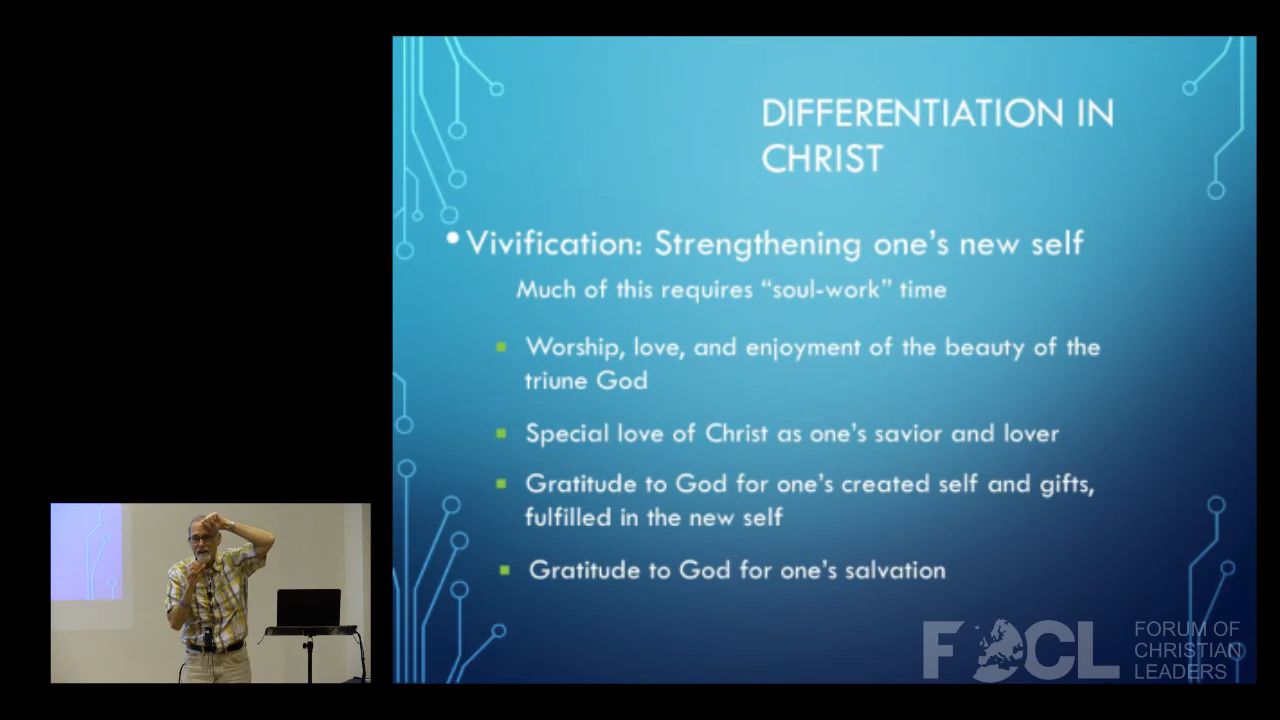 DIFFERENTIATION IN
CHRIST
• Vivification: Strengthening one's new self
Much of this requires “soul-work” time
▪ Worship, love, and enjoyment of the beauty of the
triune God
▪ Special love of Christ as one's savior and lover
▪ Gratitude to God for one's created self and gifts,
fulfilled in the new self
▪ Gratitude to God for one's salvation
FOCL
FORUM OF
CHRISTIAN
LEADERS